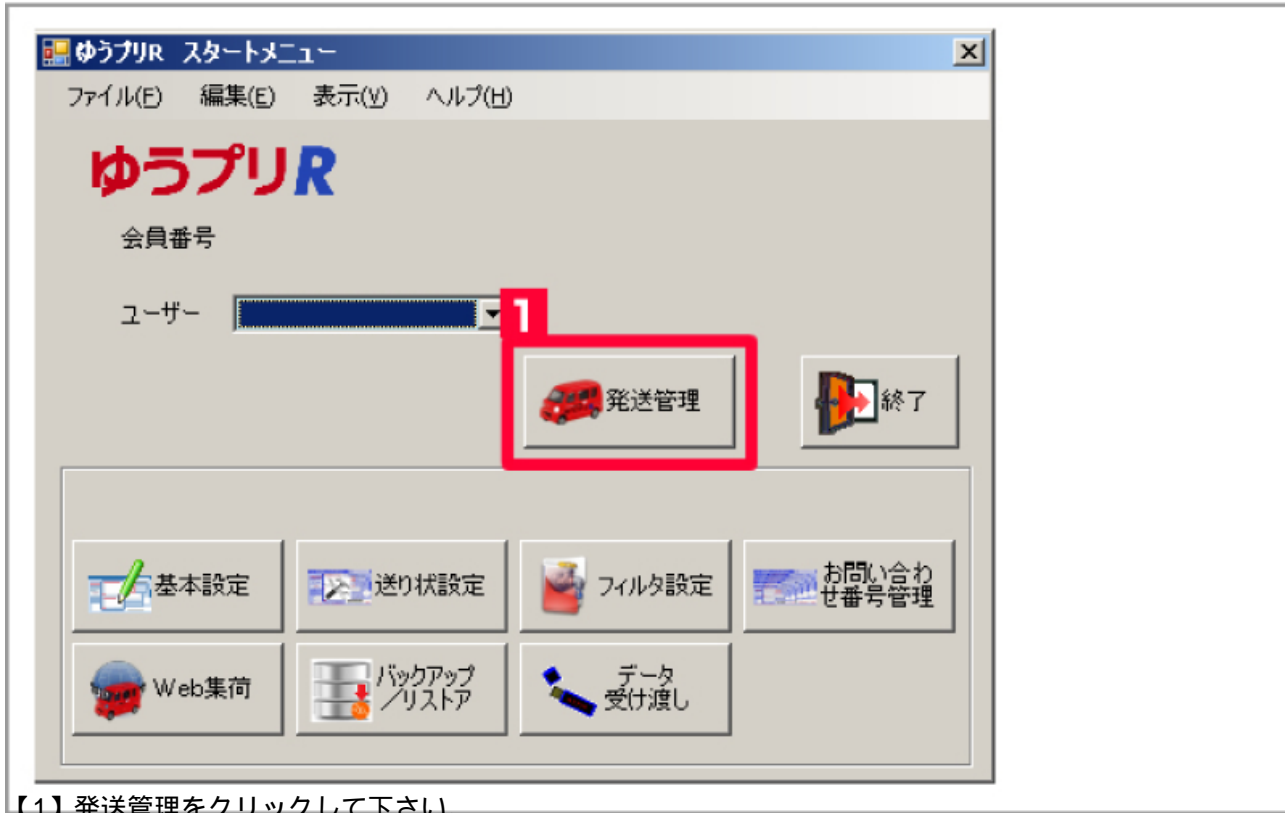 ゆうプリR スタートメニュー
ファイル(F) 編集(E) 表示(V) ヘルプ(H)
ゆうプリR
会員番号
ユーザー
1
発送管理
終了
基本設定
送り状設定
フィルタ設定
お問い合わ
せ番号管理
Web集荷
バックアップ
/リストア
データ
受け渡し
【1】発送管理をクリックして下さい